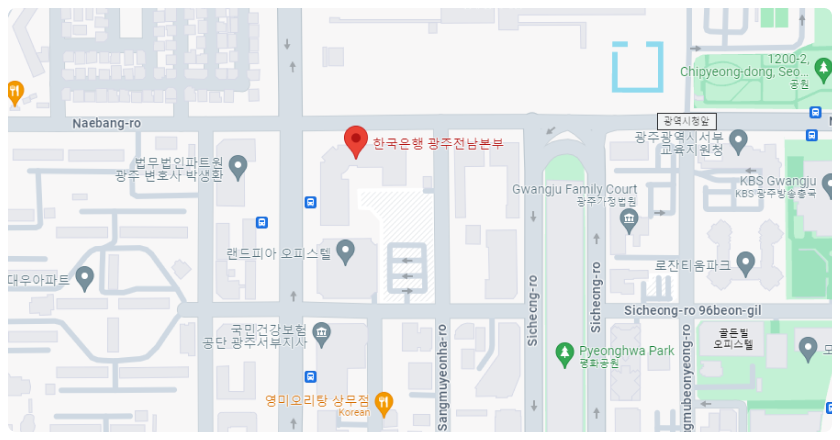 1200-2,
Chipyeong-dong, Seo...
공원
Naebang-ro
광역시청앞
한국은행 광주전남본부
광주광역시서부
교육지원청
법무법인파트원
광주 변호사 박생환
KBS Gwangju
KBS 광주방송총국
Gwangju Family Court
광주가정법원
랜드피아 오피스텔
로잔티움파크
대우아파트
Sicheong-ro
Sicheong-ro
Sicheong-ro 96beon-gil
국민건강보험
공단 광주서부지사
골든힐
오피스텔
Pyeonghwa Park
평화공원
Sangmuyeonha-ro
ngmubeonyeong-ro
영미오리탕 상무점
Korean